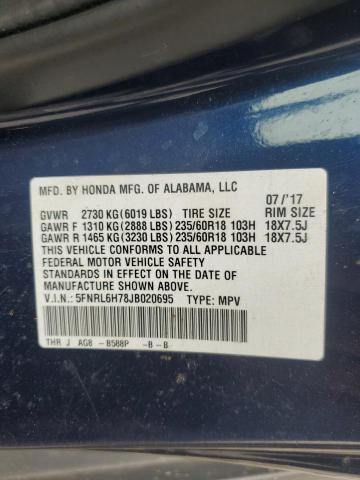 MFD. BY HONDA MFG. OF ALABAMA, LLC 07/'17
GVWR 2730 KG(6019 LBS) TIRE SIZE RIM SIZE
GAWR F 1310 KG(2888 LBS)235/60R18 103H 18X7.5J
GAWR R 1465 KG(3230 LBS)235/60R18 103H 18X7.5J
THIS VEHICLE CONFORMS TO ALL APPLICABLE
FEDERAL MOTOR VEHICLE SAFETY
STANDARDS IN EFFECT ON THE DATE OF
MANUFACTURE SHOWN ABOVE.
V.I.N.: 5FNRL6H78JB020695 TYPE: MPV
THR J AG8 -B588P -B-B